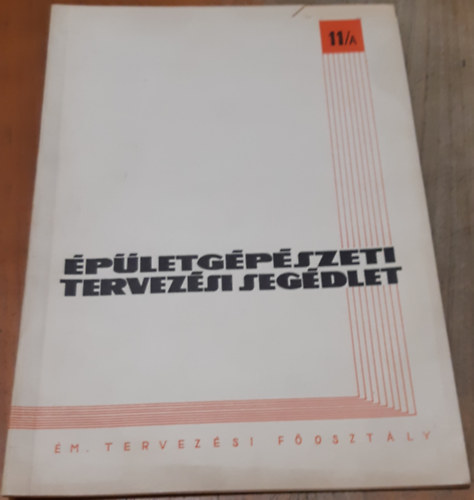 11/A
ÉPÜLETGÉPÉSZETI
TERVEZÉSI SEGÉDLET
ÉM. TERVEZÉSI FŐOSZTÁLY